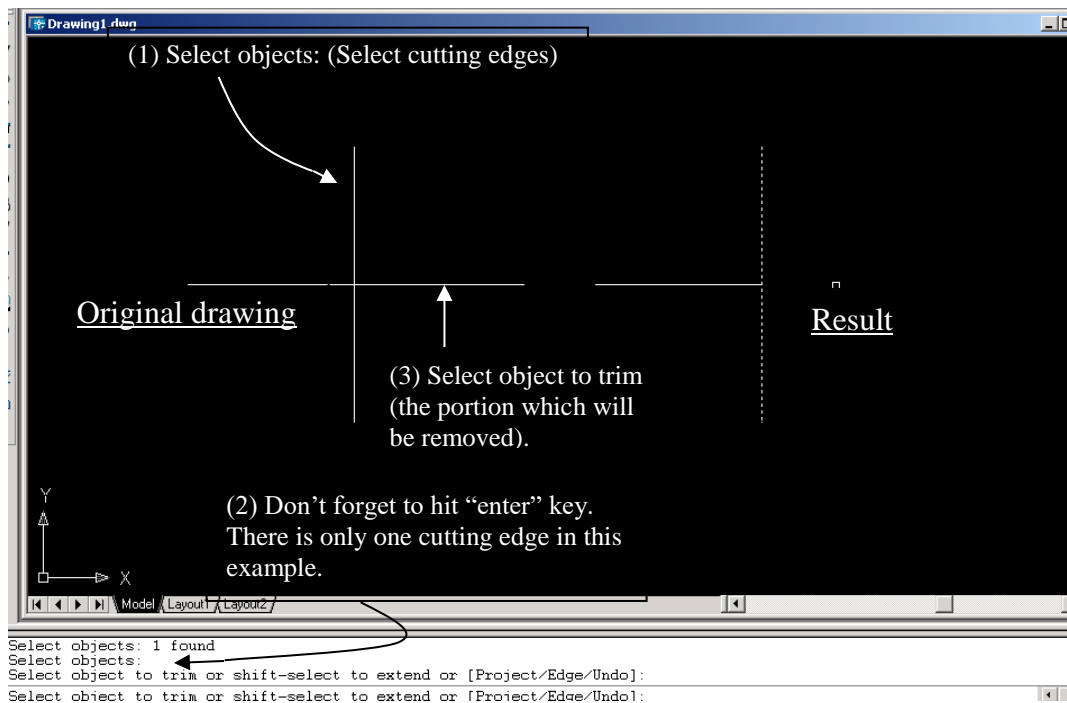 Drawing1.dwg
(1) Select objects: (Select cutting edges)
Original drawing
Result
(3) Select object to trim
(the portion which will
be removed).
(2) Don’t forget to hit “enter” key.
There is only one cutting edge in this
example.
Y
X
Model Layout1 Layout2
Select objects: 1 found
Select objects:
Select object to trim or shift-select to extend or [Project/Edge/Undo]:
Select object to trim or shift-select to extend or [Project/Edge/Undo]: